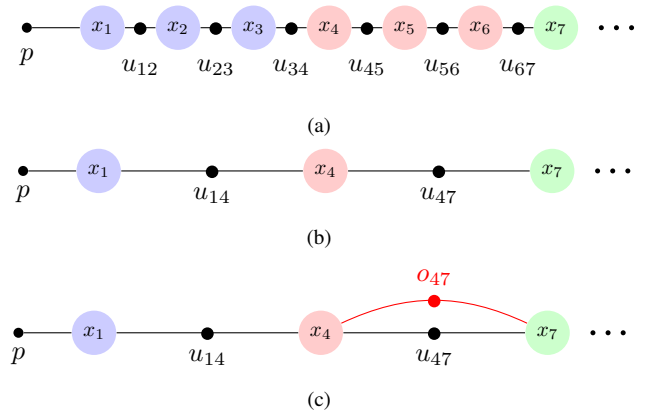 x₁ x₂ x₃ x₄ x₅ x₆ x₇ ...
p u₁₂ u₂₃ u₃₄ u₄₅ u₅₆ u₆₇
(a)
x₁ x₄ x₇ ...
p u₁₄ u₄₇
(b)
o₄₇
x₁ x₄ x₇ ...
p u₁₄ u₄₇
(c)